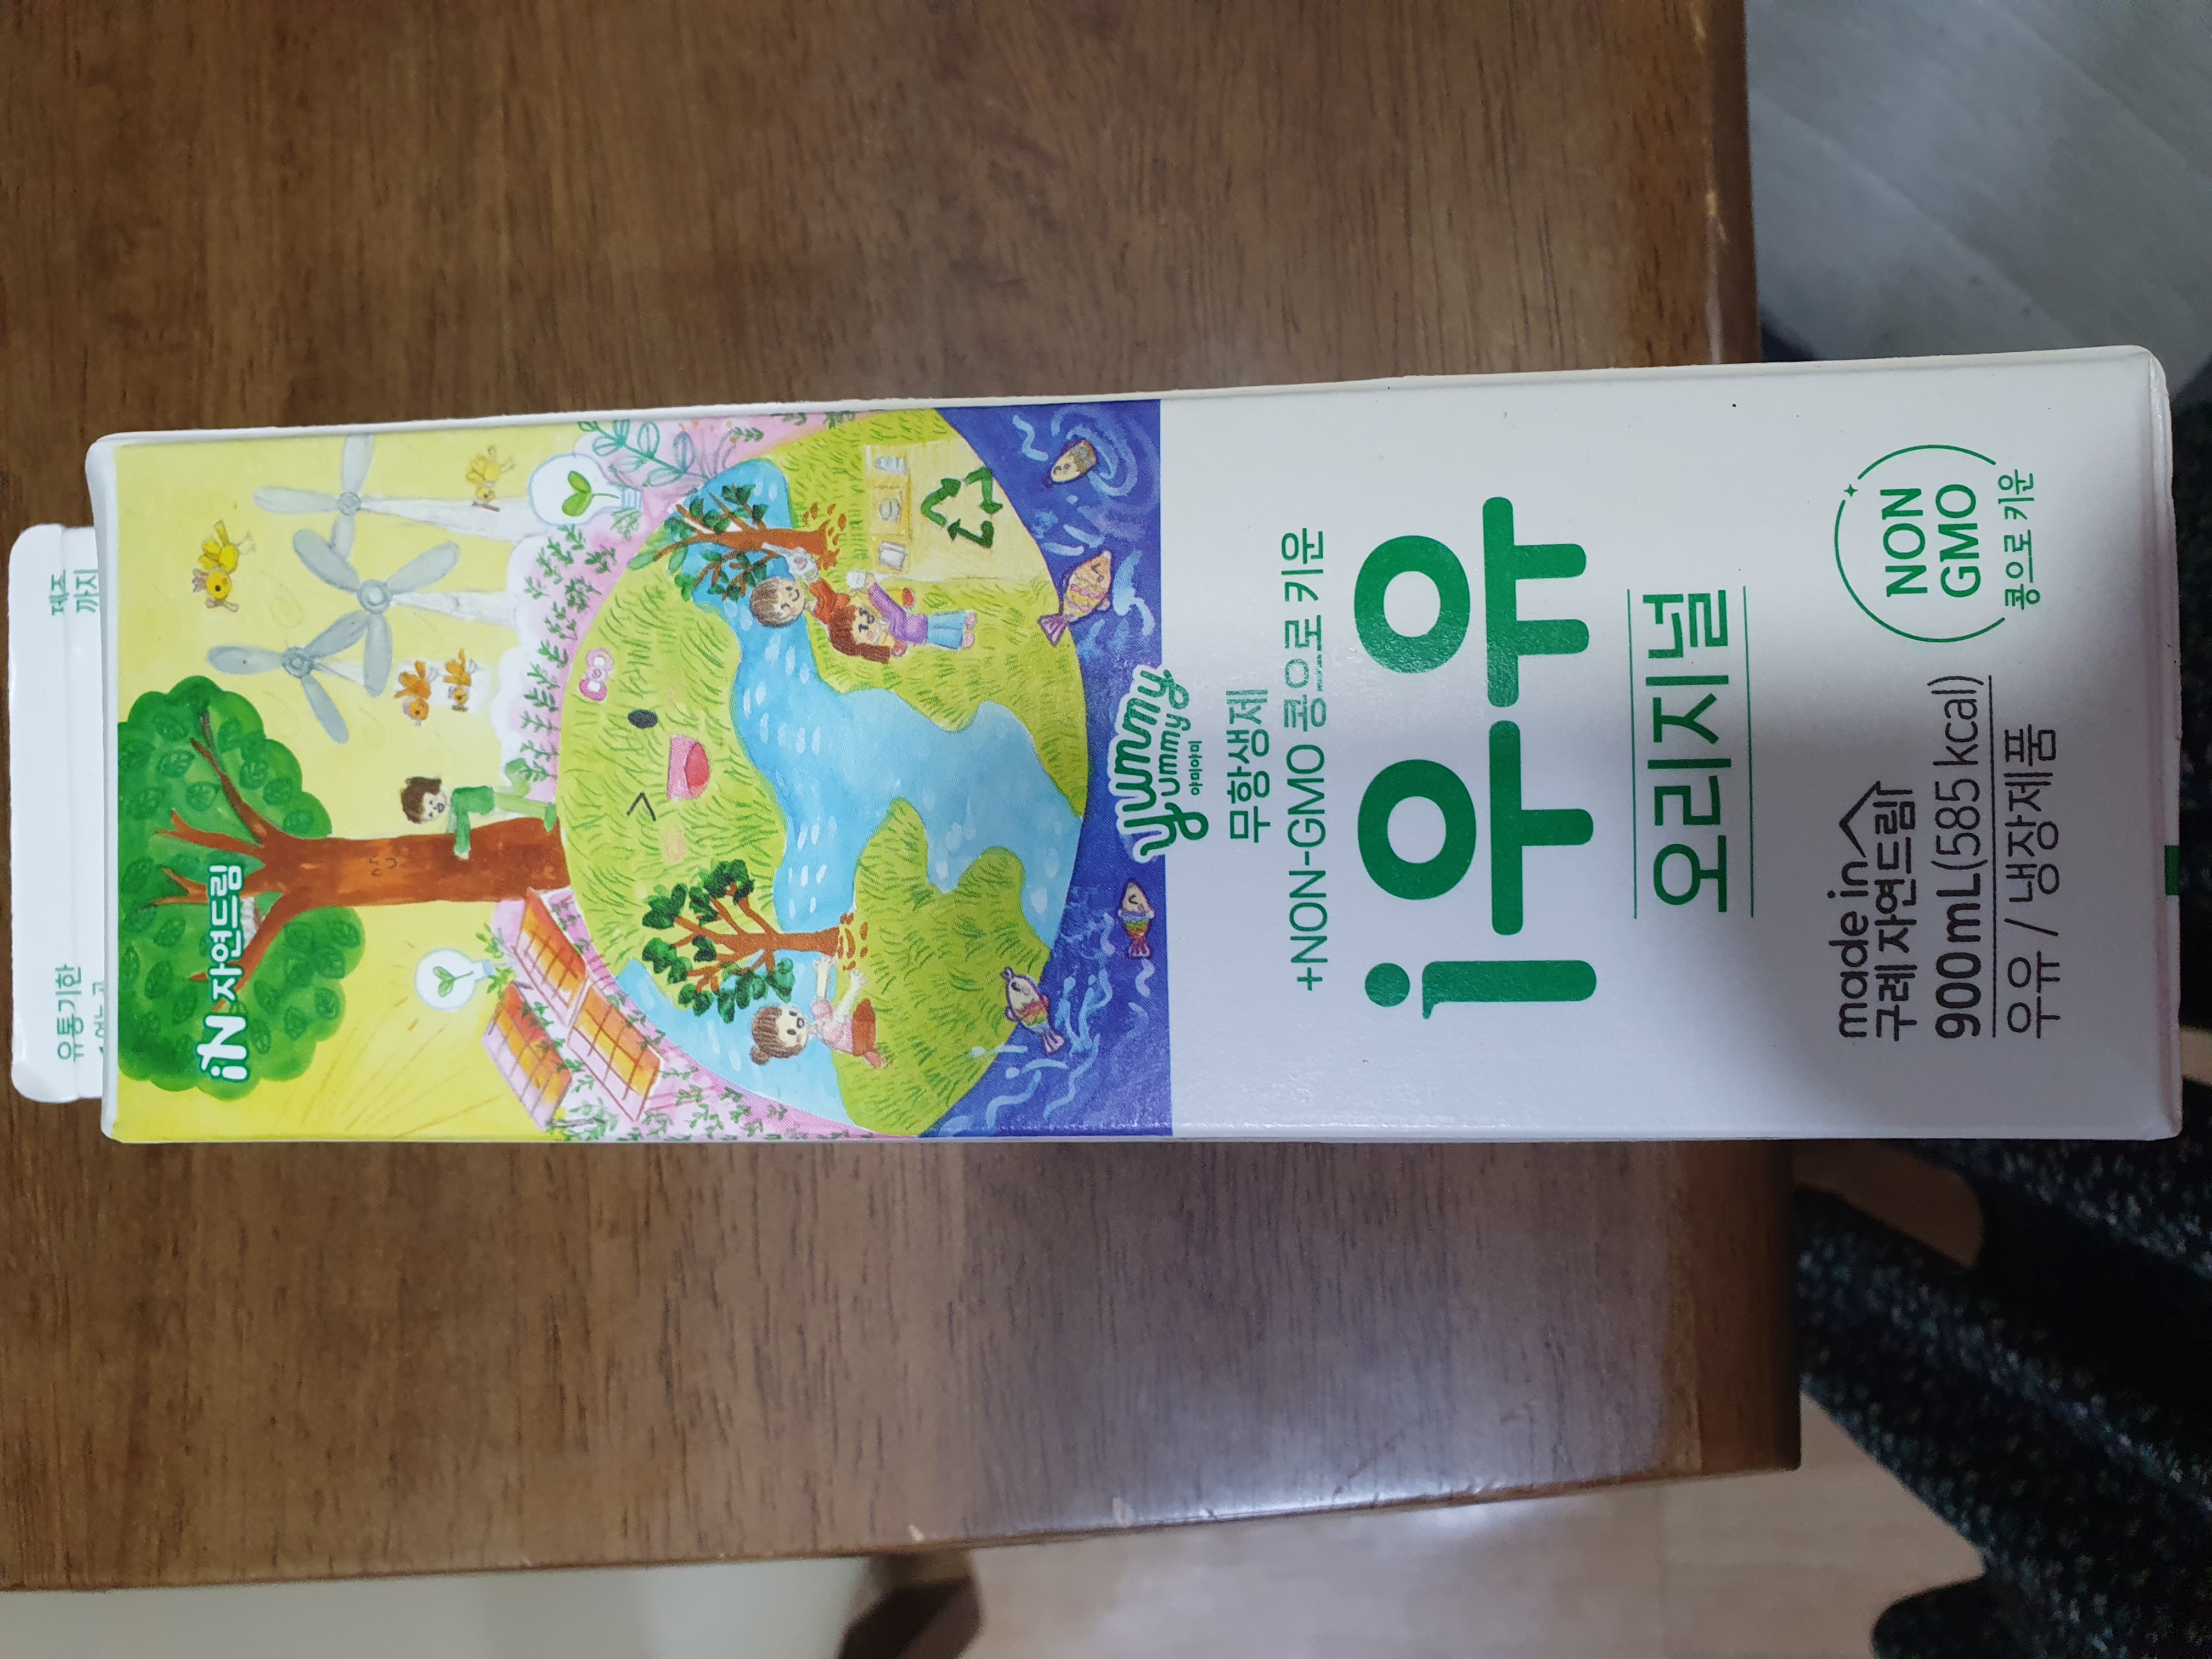 유통기한
제조
까지
iN 자연드림
yummy
yummy
야미야미
무항생제
+NON-GMO 콩으로 키운
i우유
오리지널
made in
구례 자연드림
900mL(585 kcal)
우유 / 냉장제품
NON
GMO
콩으로 키운